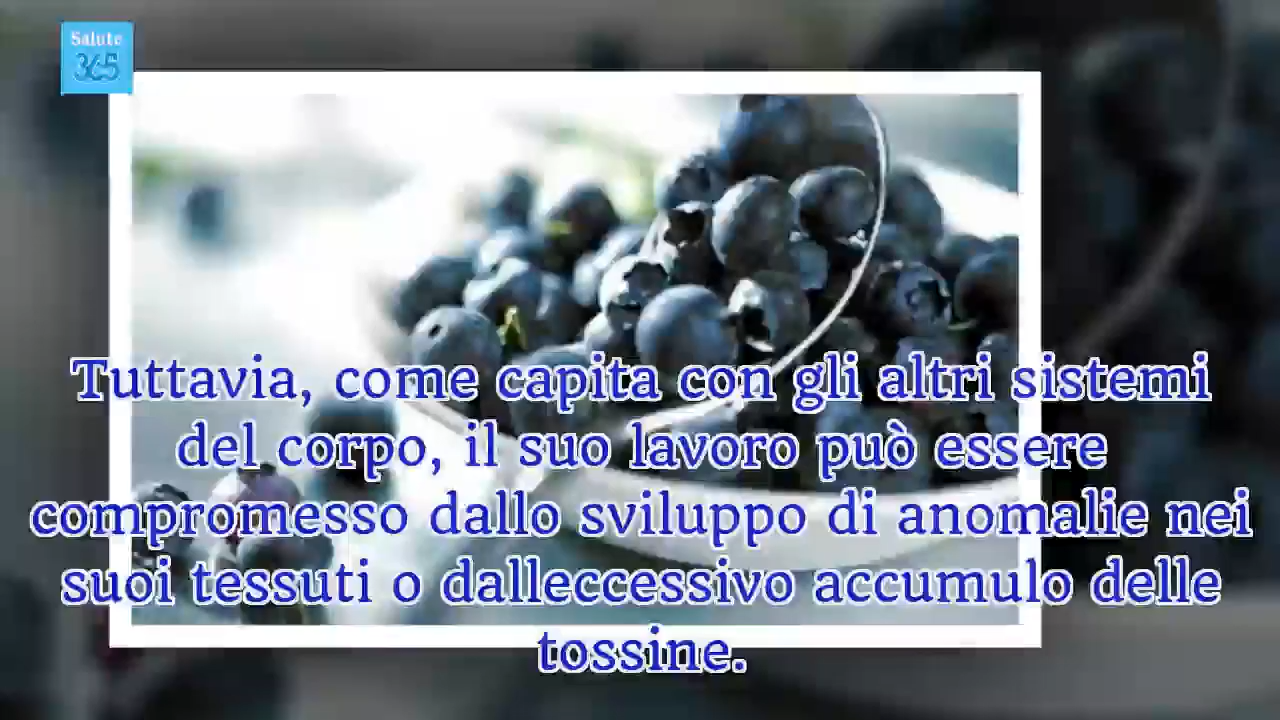 Salute
365
Tuttavia, come capita con gli altri sistemi
del corpo, il suo lavoro può essere
compromesso dallo sviluppo di anomalie nei
suoi tessuti o dalleccessivo accumulo delle
tossine.